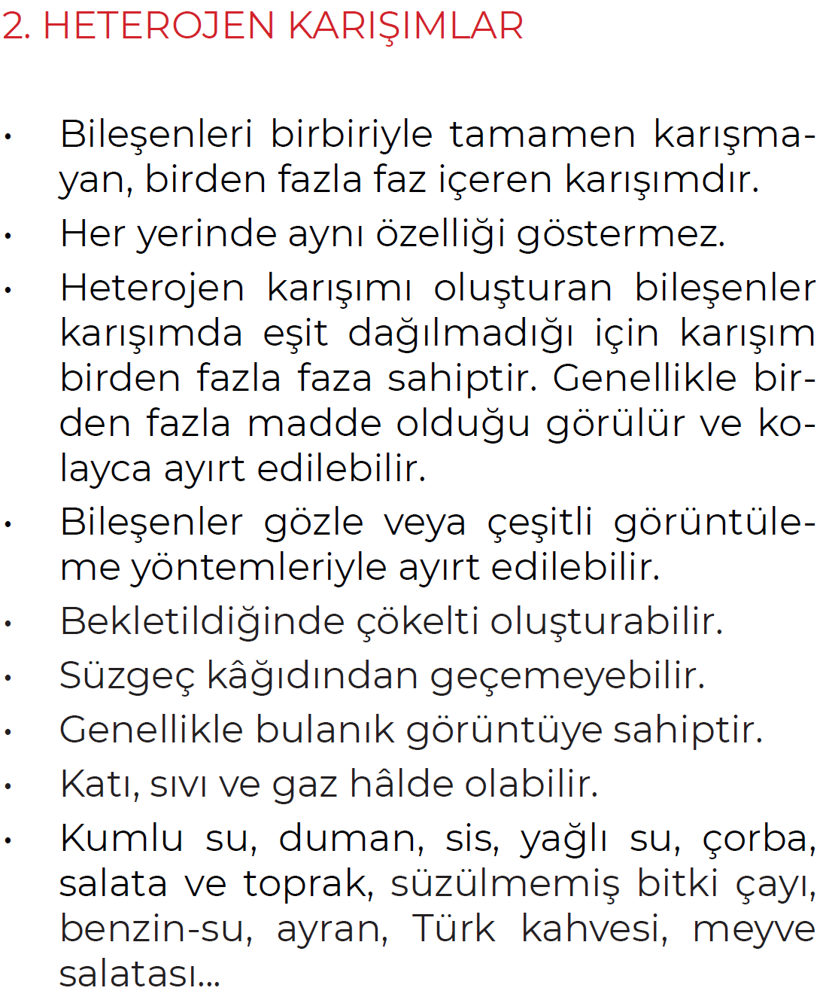 2. HETEROJEN KARIŞIMLAR
• Bileşenleri birbiriyle tamamen karışma-
yan, birden fazla faz içeren karışımdır.
• Her yerinde aynı özelliği göstermez.
• Heterojen karışımı oluşturan bileşenler
karışımda eşit dağılmadığı için karışım
birden fazla faza sahiptir. Genellikle bir-
den fazla madde olduğu görülür ve ko-
layca ayırt edilebilir.
• Bileşenler gözle veya çeşitli görüntüle-
me yöntemleriyle ayırt edilebilir.
• Bekletildiğinde çökelti oluşturabilir.
• Süzgeç kâğıdından geçemeyebilir.
• Genellikle bulanık görüntüye sahiptir.
• Katı, sıvı ve gaz hâlde olabilir.
• Kumlu su, duman, sis, yağlı su, çorba,
salata ve toprak, süzülmemiş bitki çayı,
benzin-su, ayran, Türk kahvesi, meyve
salatası...